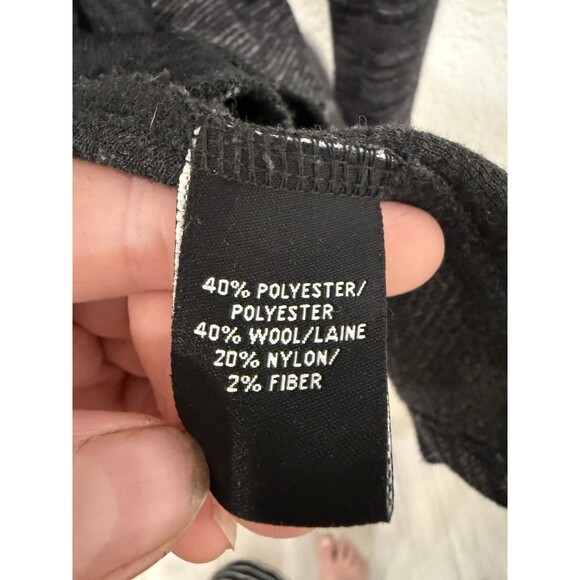 40% POLYESTER/
POLYESTER
40% WOOL/LAINE
20% NYLON/
2% FIBER